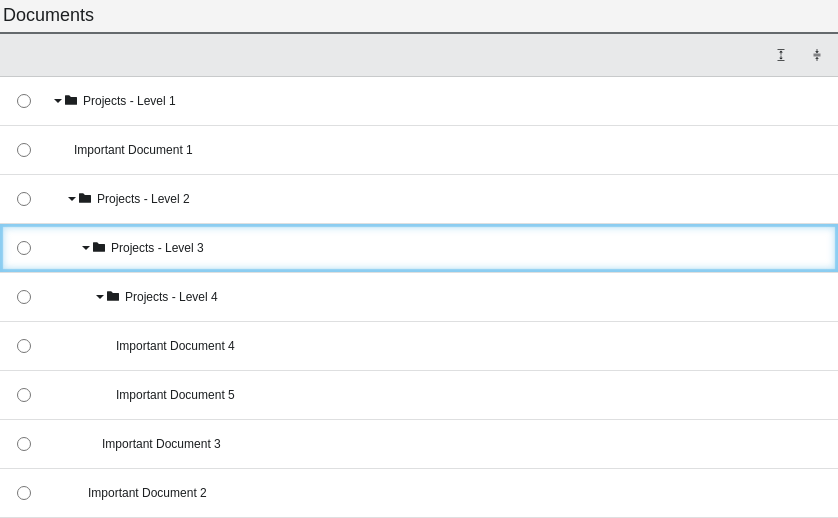 Documents
Projects - Level 1
Important Document 1
Projects - Level 2
Projects - Level 3
Projects - Level 4
Important Document 4
Important Document 5
Important Document 3
Important Document 2